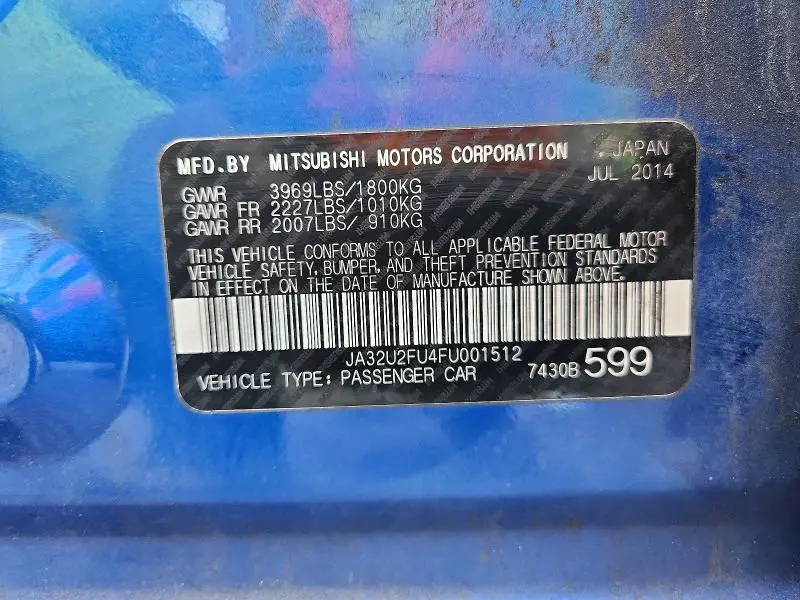 MFD.BY MITSUBISHI MOTORS CORPORATION JAPAN
JUL 2014
GVWR 3969LBS/1800KG
GAWR FR 2227LBS/1010KG
GAWR RR 2007LBS/ 910KG
THIS VEHICLE CONFORMS TO ALL APPLICABLE FEDERAL MOTOR
VEHICLE SAFETY, BUMPER, AND THEFT PREVENTION STANDARDS
IN EFFECT ON THE DATE OF MANUFACTURE SHOWN ABOVE.
JA32U2FU4FU001512
VEHICLE TYPE: PASSENGER CAR 7430B 599